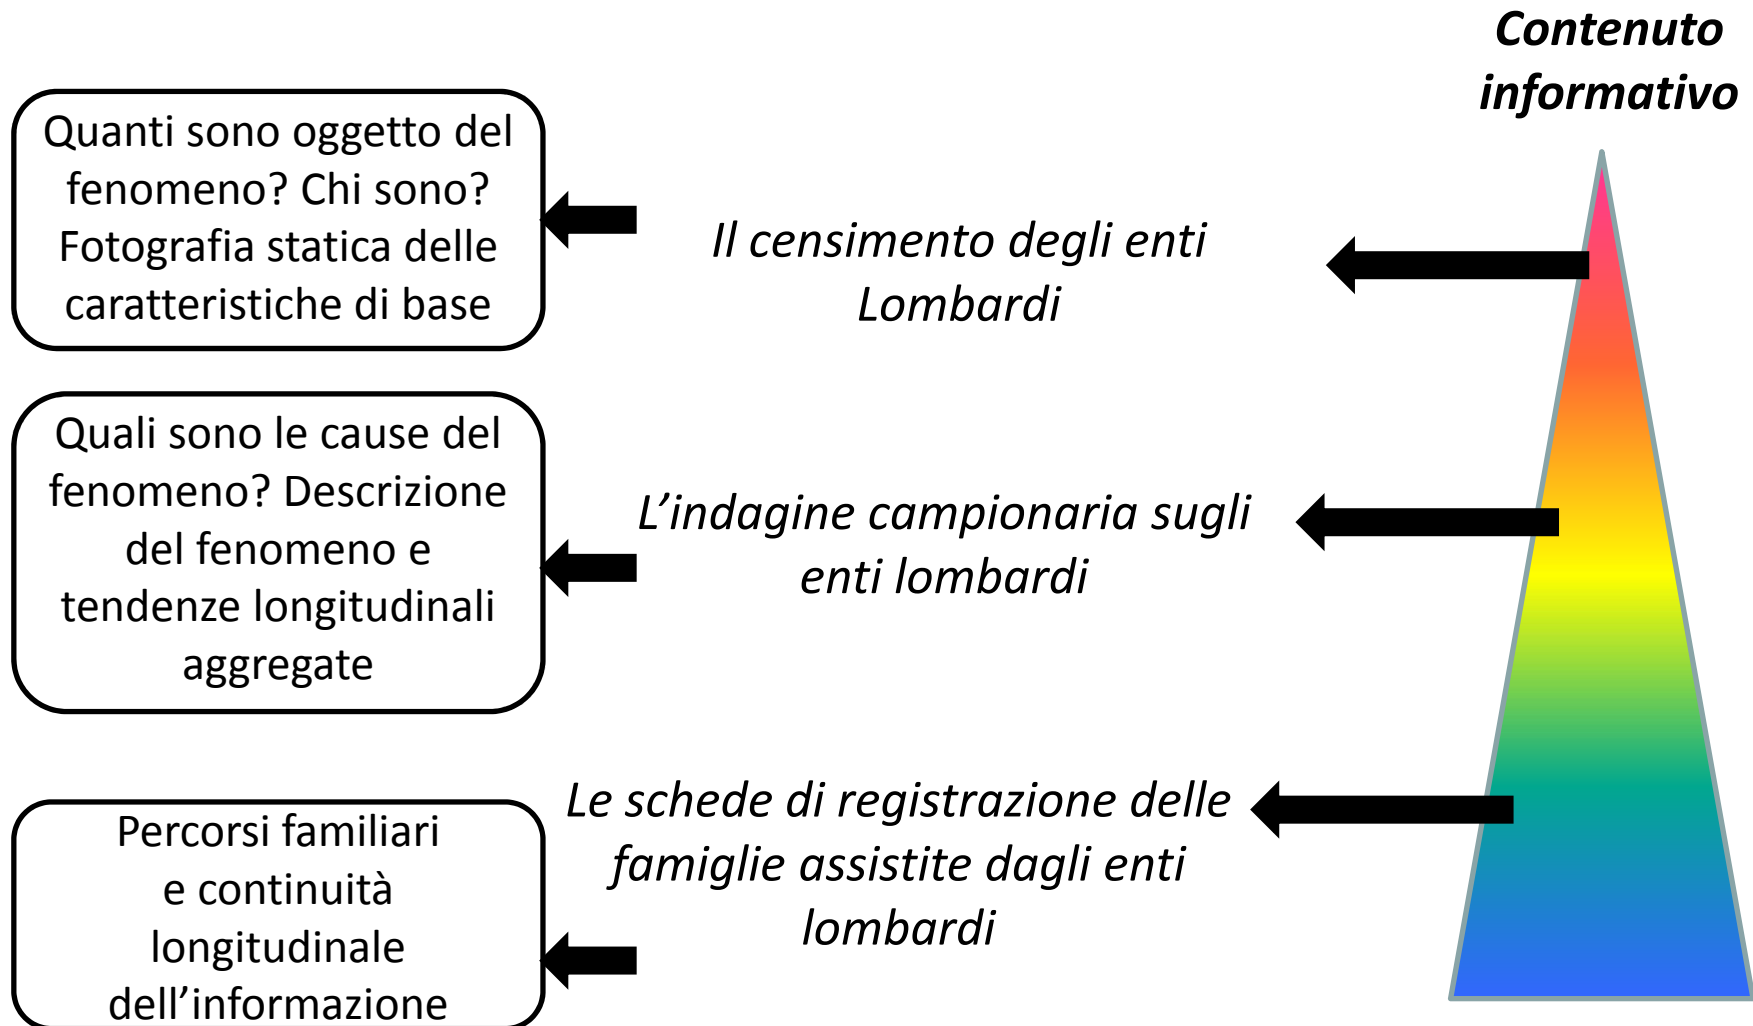 Contenuto
informativo
Quanti sono oggetto del
fenomeno? Chi sono?
Fotografia statica delle
caratteristiche di base
Il censimento degli enti
Lombardi
Quali sono le cause del
fenomeno? Descrizione
del fenomeno e
tendenze longitudinali
aggregate
L’indagine campionaria sugli
enti lombardi
Percorsi familiari
e continuità
longitudinale
dell’informazione
Le schede di registrazione delle
famiglie assistite dagli enti
lombardi